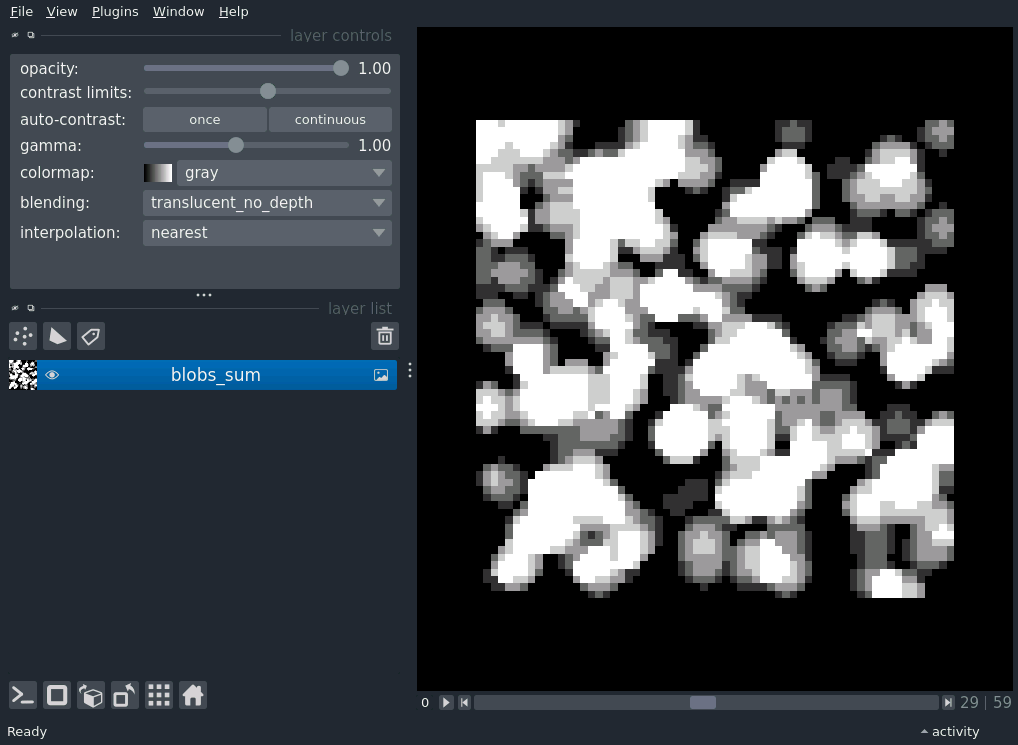 File View Plugins Window Help
layer controls
opacity: 1.00
contrast limits:
auto-contrast: once continuous
gamma: 1.00
colormap: gray
blending: translucent_no_depth
interpolation: nearest
layer list
blobs_sum
0 29 | 59
Ready activity